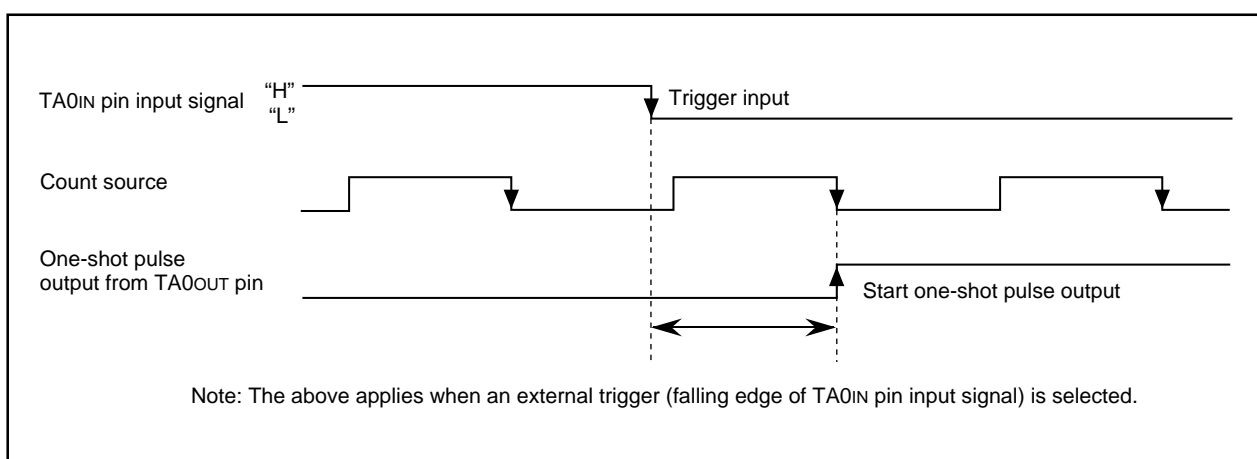 TA0IN pin input signal
“H”
“L”
Trigger input
Count source
One-shot pulse
output from TA0OUT pin
Start one-shot pulse output
Note: The above applies when an external trigger (falling edge of TA0IN pin input signal) is selected.